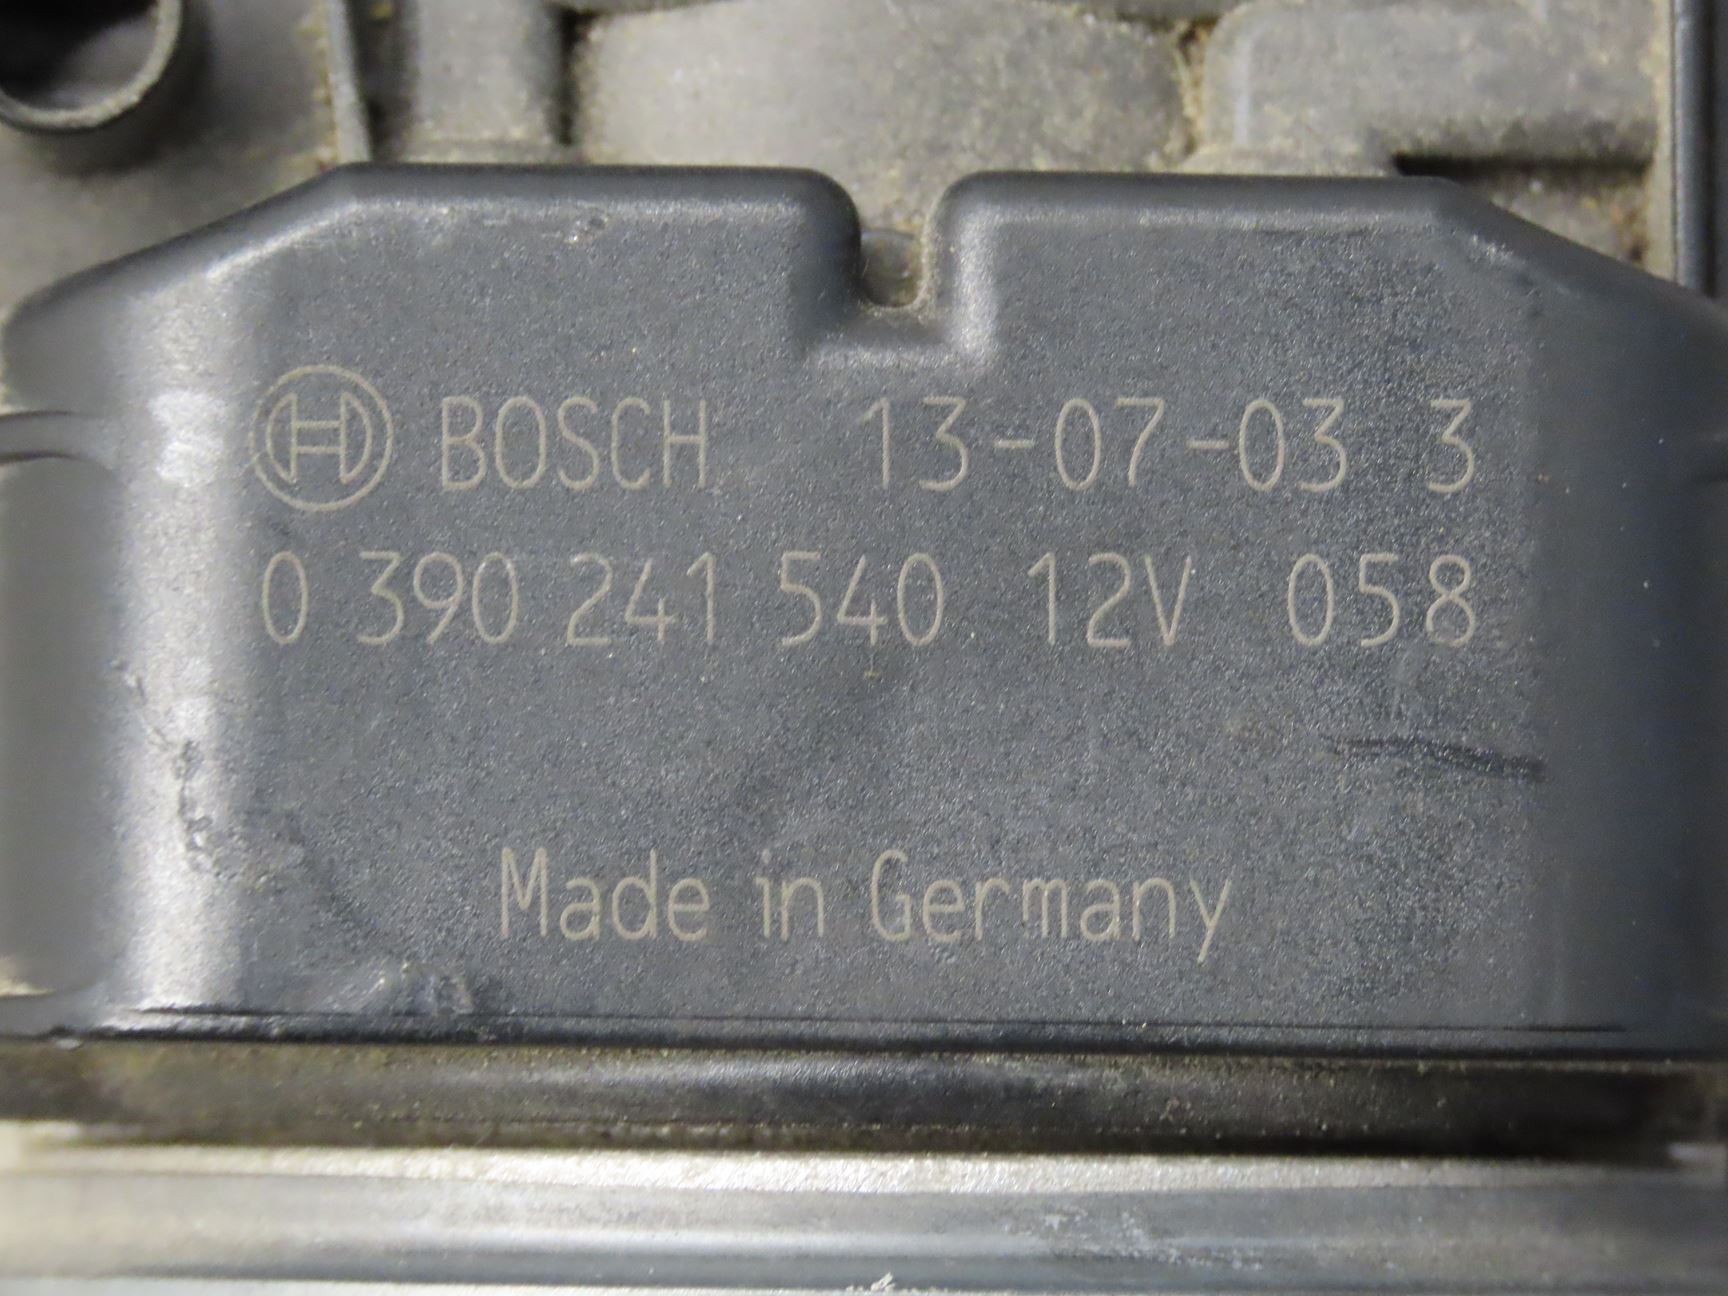 BOSCH 13-07-03 3
0 390 241 540 12V 058
Made in Germany